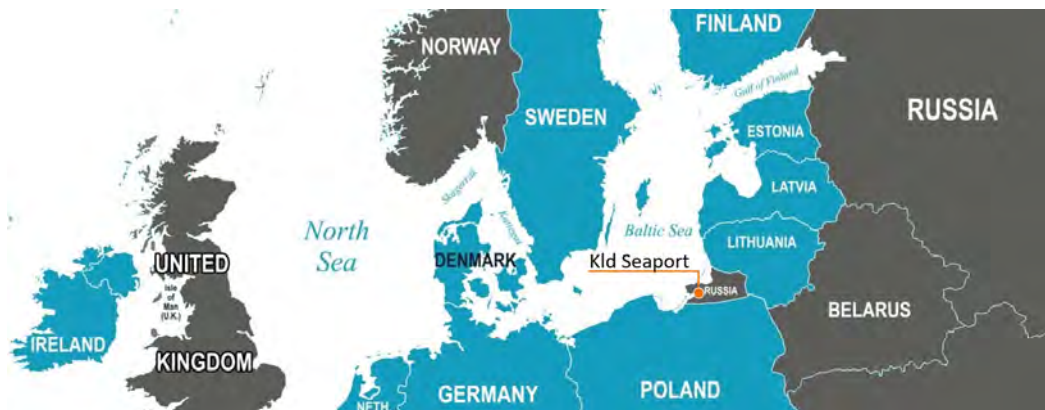 NORWAY
FINLAND
Gulf of Finland
RUSSIA
SWEDEN
ESTONIA
Skagerrak
LATVIA
Kattegat
North
Sea
Baltic Sea
LITHUANIA
DENMARK
Kld Seaport
RUSSIA
UNITED
Isle
of
Man
(U.K.)
BELARUS
IRELAND
KINGDOM
GERMANY
POLAND
NETH